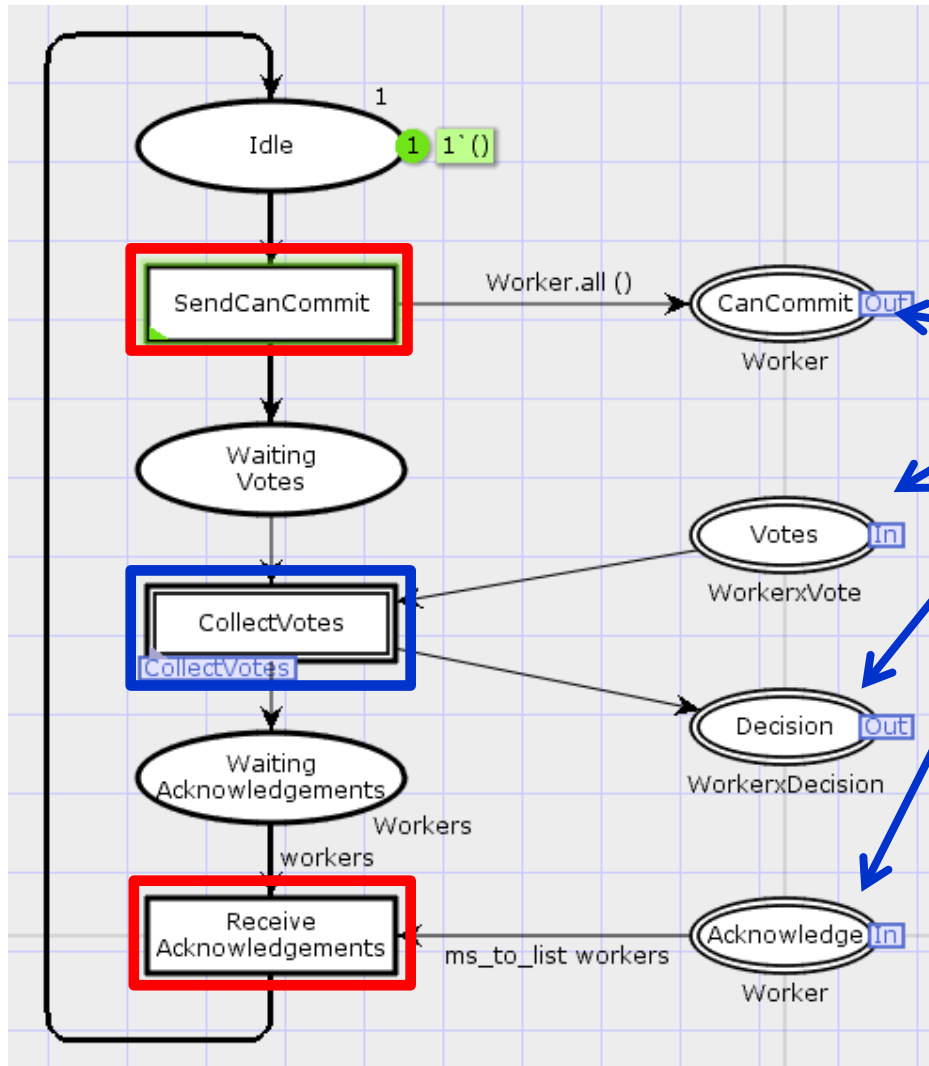 1
Idle
1 1`()
SendCanCommit
Worker.all ()
CanCommit
Out
Worker
Waiting
Votes
Votes
In
WorkerxVote
CollectVotes
CollectVotes
Decision
Out
WorkerxDecision
Waiting
Acknowledgements
Workers
workers
Receive
Acknowledgements
ms_to_list workers
Acknowledge
In
Worker